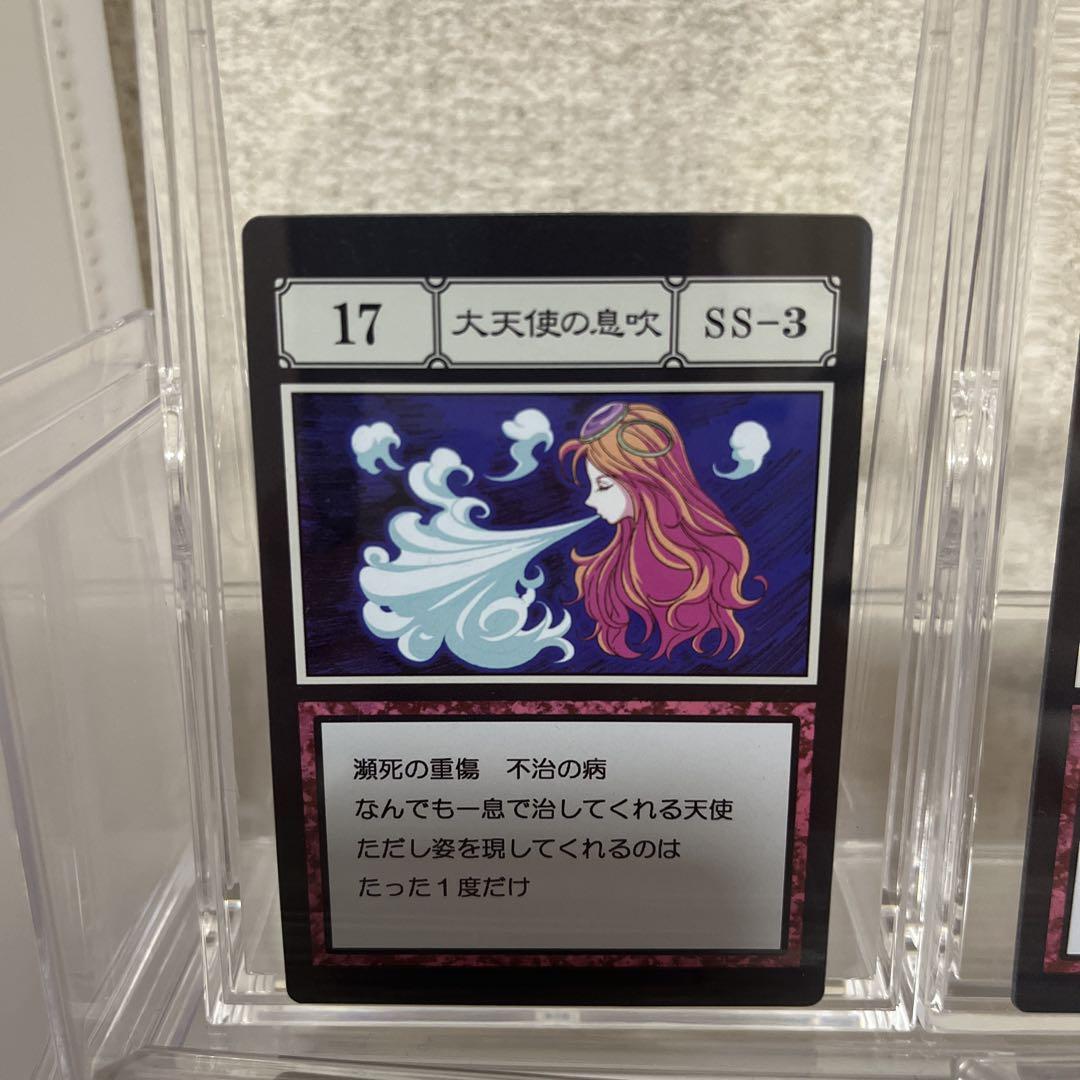 17
大天使の息吹
SS-3
瀕死の重傷　不治の病
なんでも一息で治してくれる天使
ただし姿を現してくれるのは
たった１度だけ